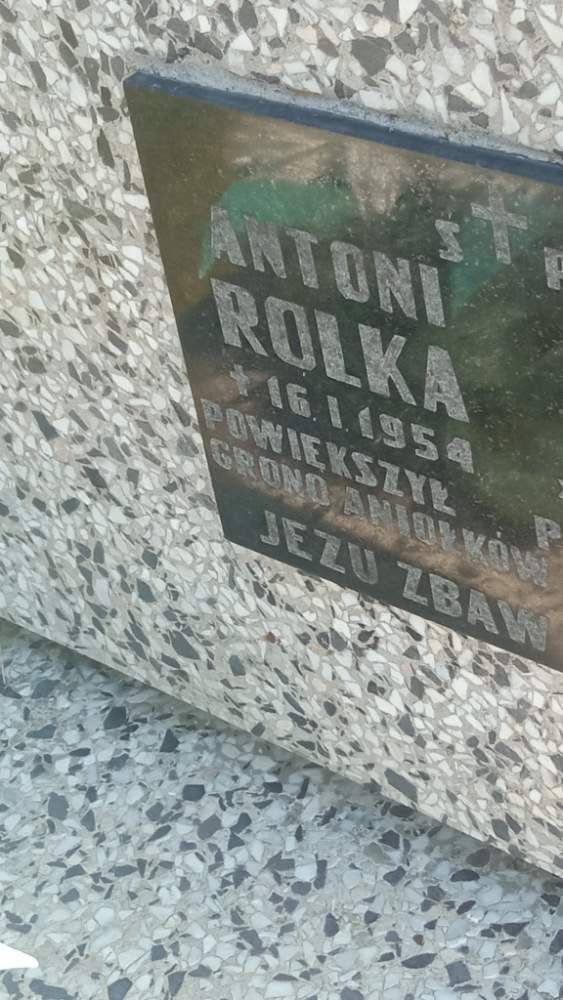 Ś † P
ANTONI
ROLKA
† 16.I.1954
POWIĘKSZYŁ
GRONO ANIOŁKÓW
P
JEZU ZBAW